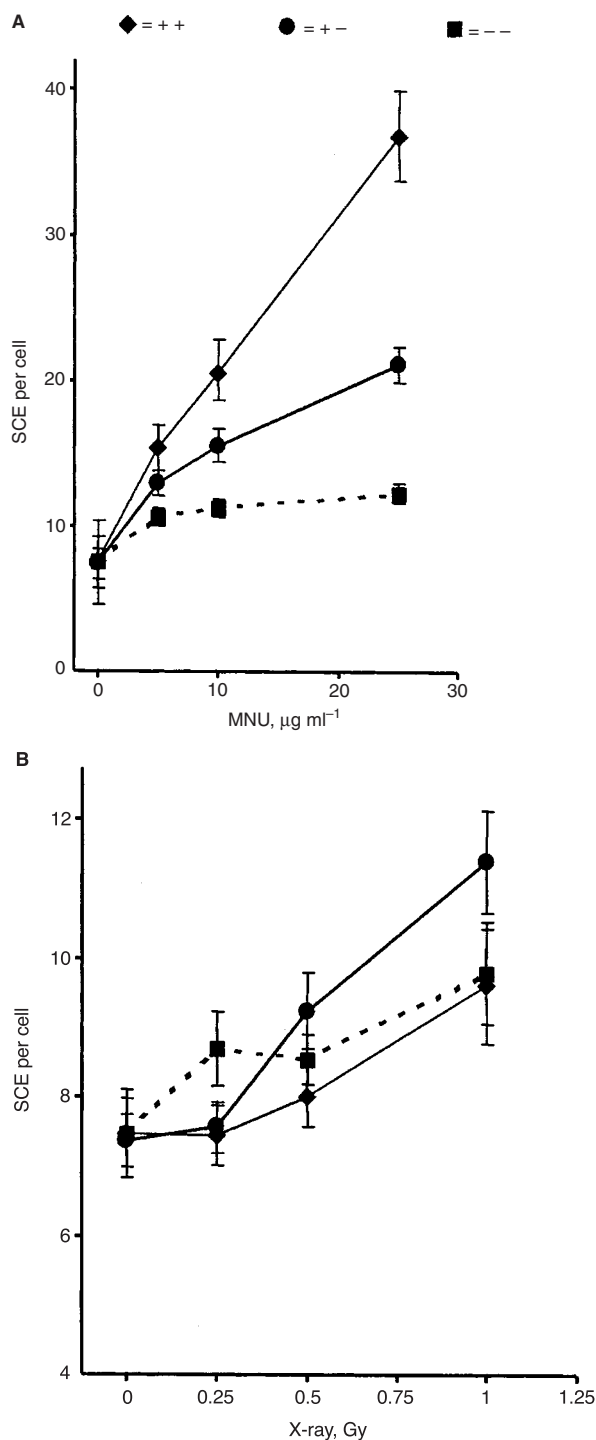 A
= + +
= + –
= – –
40
30
20
10
0
SCE per cell
0 10 20 30
MNU, μg ml⁻¹
B
12
10
8
6
4
SCE per cell
0 0.25 0.5 0.75 1 1.25
X-ray, Gy